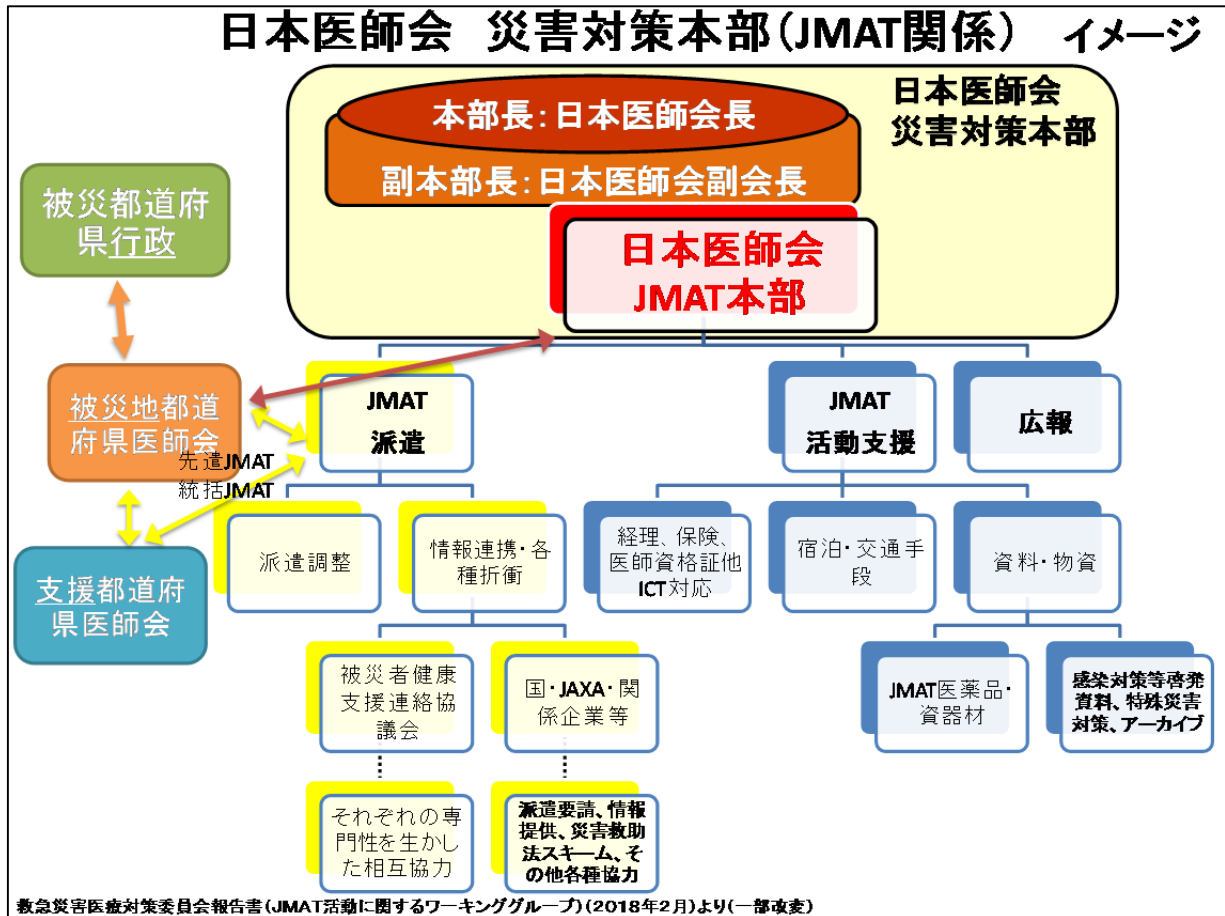 日本医師会 災害対策本部(JMAT関係) イメージ
日本医師会
災害対策本部
本部長:日本医師会長
副本部長:日本医師会副会長
日本医師会
JMAT本部
被災都道府
県行政
被災地都道
府県医師会
先遣JMAT
統括JMAT
支援都道府
県医師会
JMAT
派遣
JMAT
活動支援
広報
派遣調整
情報連携・各
種折衝
経理、保険、
医師資格証他
ICT対応
宿泊・交通手
段
資料・物資
被災者健康
支援連絡協
議会
国・JAXA・関
係企業等
JMAT医薬品・
資器材
感染対策等啓発
資料、特殊災害
対策、アーカイブ
それぞれの専
門性を生かし
た相互協力
派遣要請、情報
提供、災害救助
法スキーム、そ
の他各種協力
救急災害医療対策委員会報告書(JMAT活動に関するワーキンググループ)(2018年2月)より(一部改変)